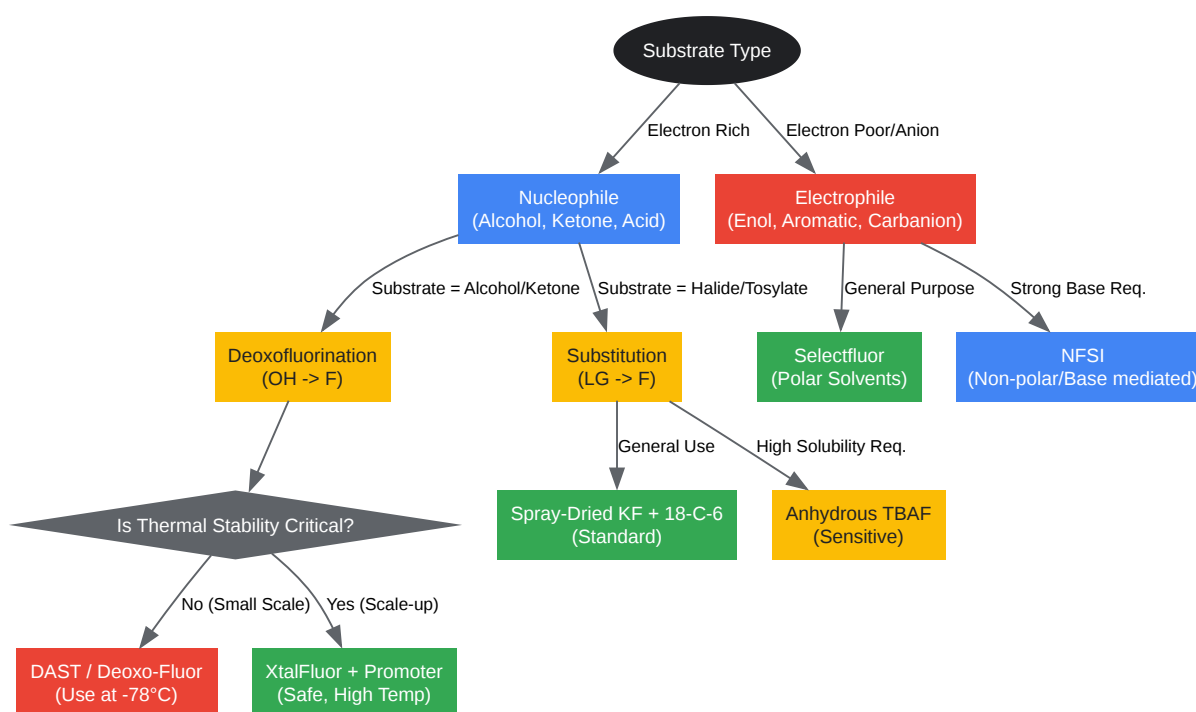 Substrate Type
Electron Rich
Electron Poor/Anion
Nucleophile
(Alcohol, Ketone, Acid)
Electrophile
(Enol, Aromatic, Carbanion)
Substrate = Alcohol/Ketone
Substrate = Halide/Tosylate
General Purpose
Strong Base Req.
Deoxofluorination
(OH -> F)
Substitution
(LG -> F)
Selectfluor
(Polar Solvents)
NFSI
(Non-polar/Base mediated)
General Use
High Solubility Req.
Is Thermal Stability Critical?
Spray-Dried KF + 18-C-6
(Standard)
Anhydrous TBAF
(Sensitive)
No (Small Scale)
Yes (Scale-up)
DAST / Deoxo-Fluor
(Use at -78°C)
XtalFluor + Promoter
(Safe, High Temp)